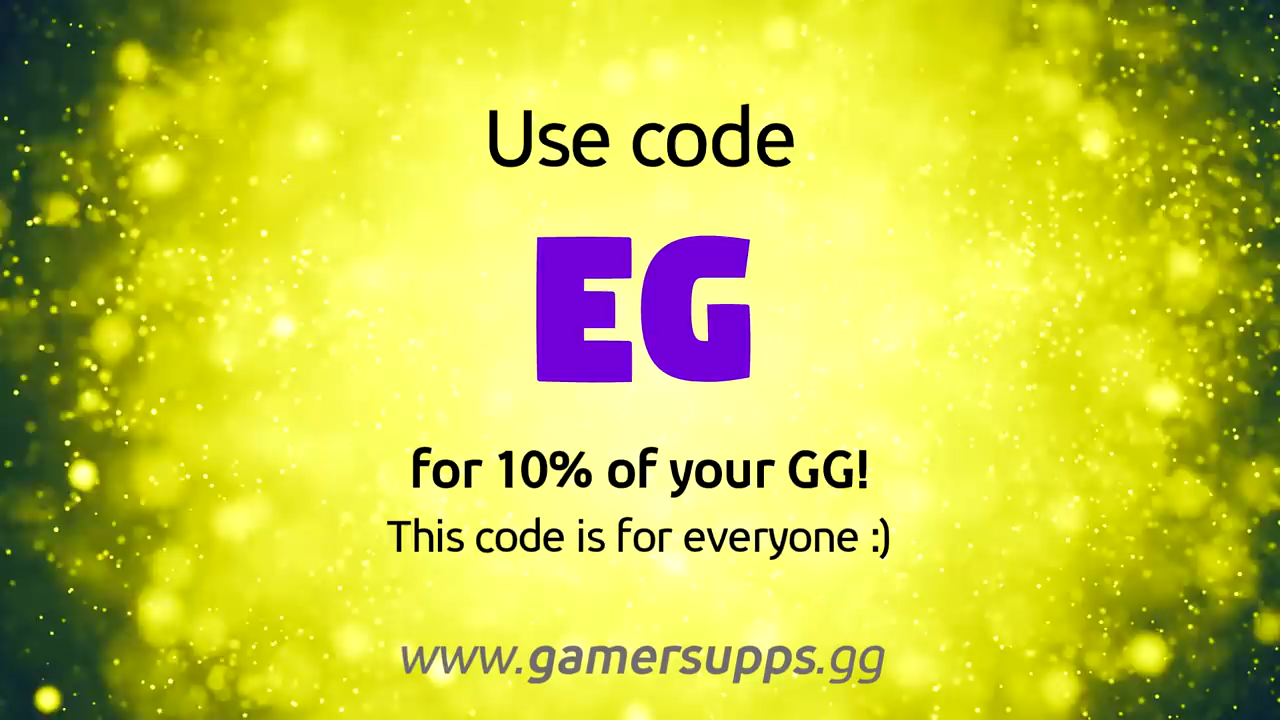 Use code
EG
for 10% of your GG!
This code is for everyone :)
www.gamersupps.gg